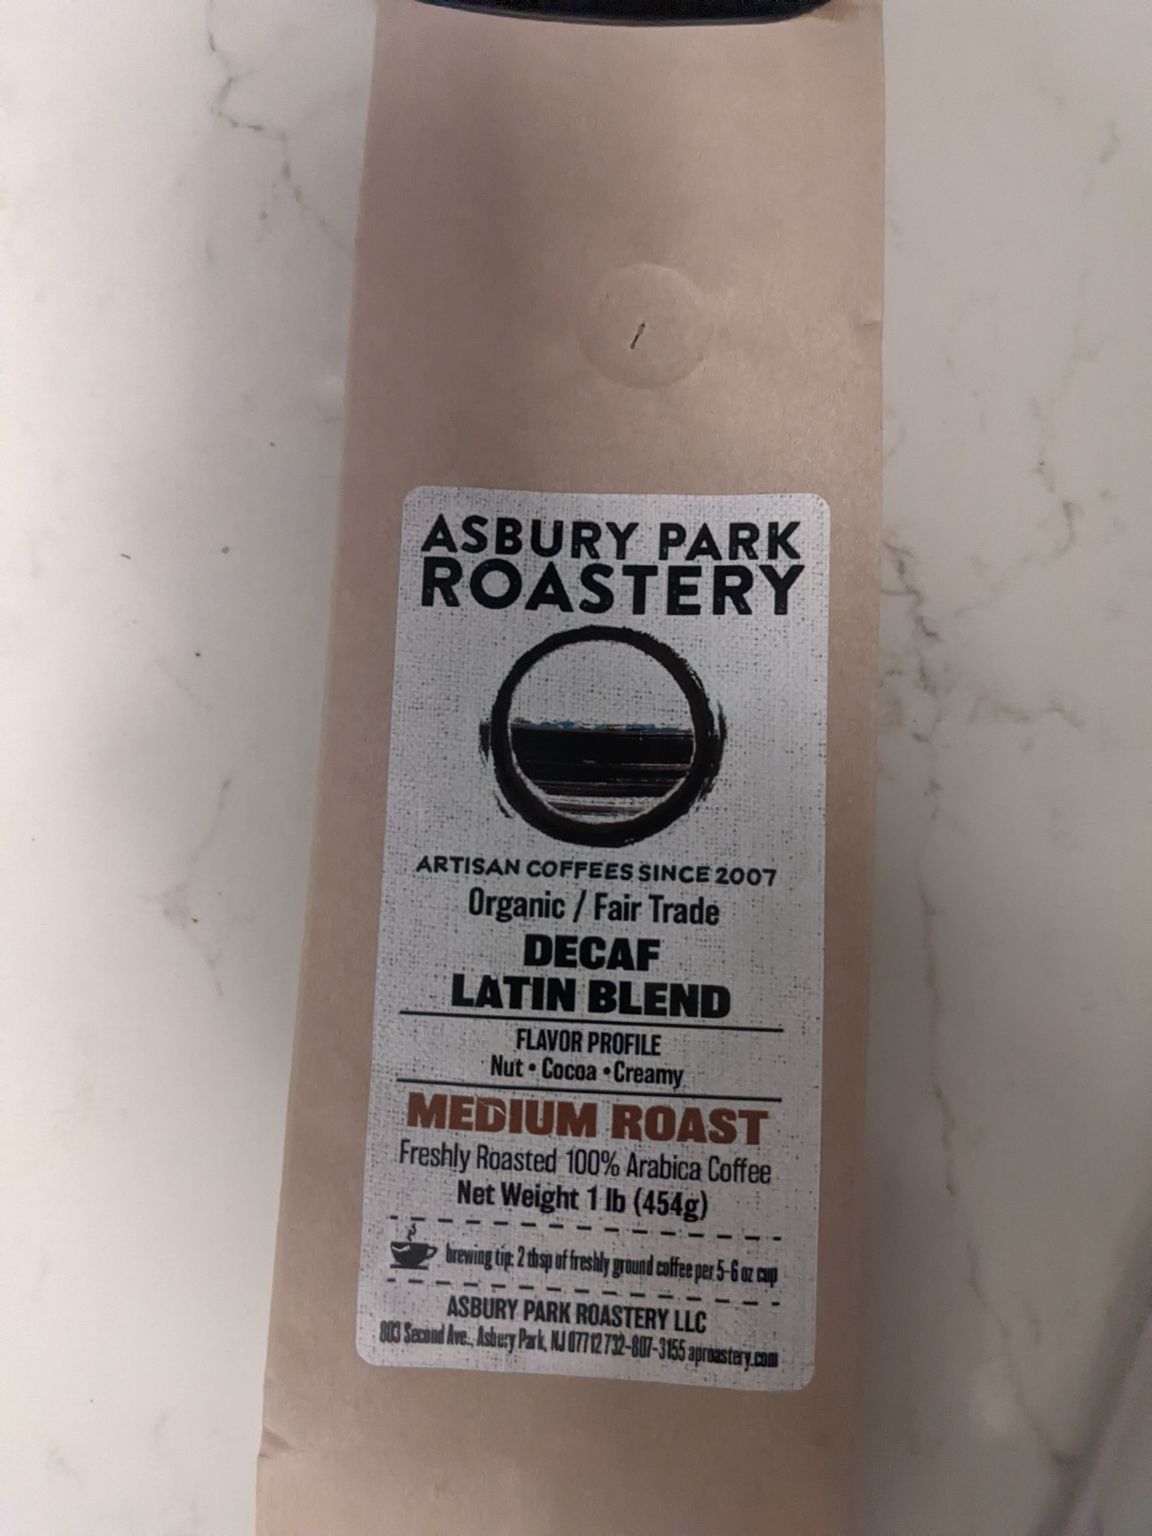 ASBURY PARK
ROASTERY
ARTISAN COFFEES SINCE 2007
Organic / Fair Trade
DECAF
LATIN BLEND
FLAVOR PROFILE
Nut • Cocoa • Creamy
MEDIUM ROAST
Freshly Roasted 100% Arabica Coffee
Net Weight 1 lb (454g)
brewing tip: 2 tbsp of freshly ground coffee per 5-6 oz cup
ASBURY PARK ROASTERY LLC
803 Second Ave., Asbury Park, NJ 07712 732-807-3155 aproastery.com